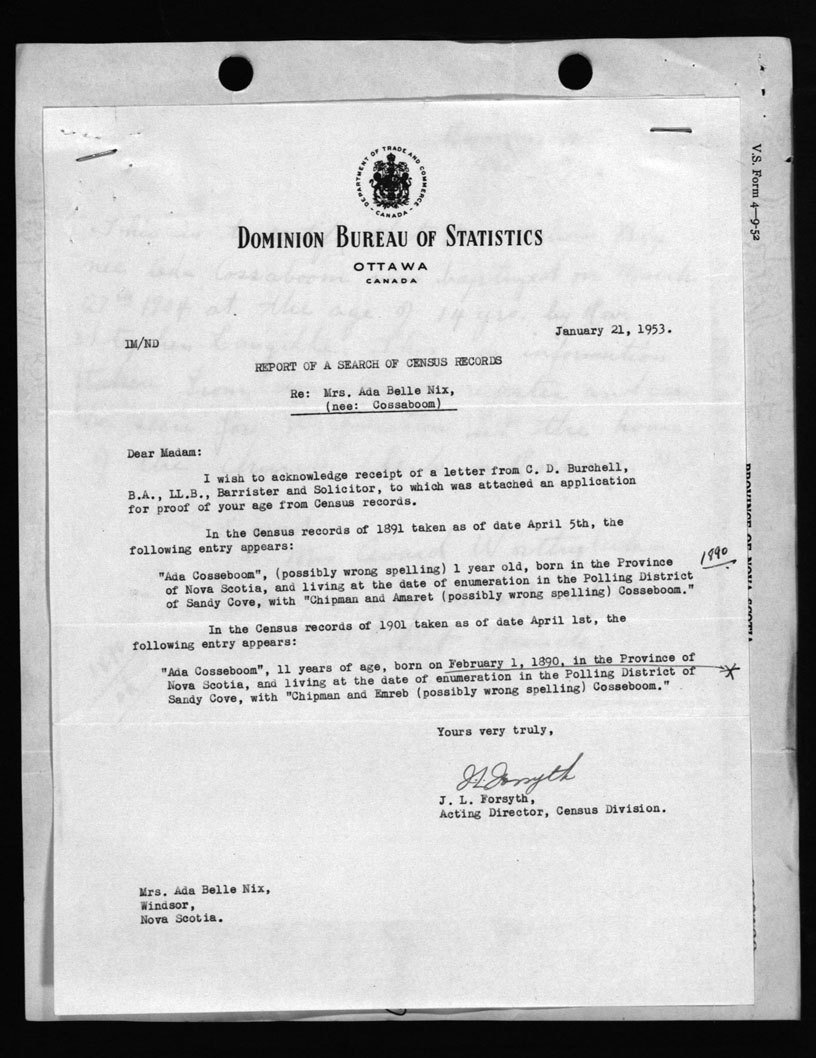 V.S. Form 4—9-52
DEPARTMENT OF TRADE AND COMMERCE
- CANADA -
DOMINION BUREAU OF STATISTICS
OTTAWA
CANADA
January 21, 1953.
IM/ND
REPORT OF A SEARCH OF CENSUS RECORDS
Re: Mrs. Ada Belle Nix,
(nee: Cossaboom)
Dear Madam:
I wish to acknowledge receipt of a letter from C. D. Burchell,
B.A., LL.B., Barrister and Solicitor, to which was attached an application
for proof of your age from Census records.
In the Census records of 1891 taken as of date April 5th, the
following entry appears:
1890
"Ada Cosseboom", (possibly wrong spelling) 1 year old, born in the Province
of Nova Scotia, and living at the date of enumeration in the Polling District
of Sandy Cove, with "Chipman and Amaret (possibly wrong spelling) Cosseboom."
In the Census records of 1901 taken as of date April 1st, the
following entry appears:
"Ada Cosseboom", 11 years of age, born on February 1, 1890, in the Province of
Nova Scotia, and living at the date of enumeration in the Polling District of
Sandy Cove, with "Chipman and Emreb (possibly wrong spelling) Cosseboom."
Yours very truly,
J. L. Forsyth
J. L. Forsyth,
Acting Director, Census Division.
Mrs. Ada Belle Nix,
Windsor,
Nova Scotia.